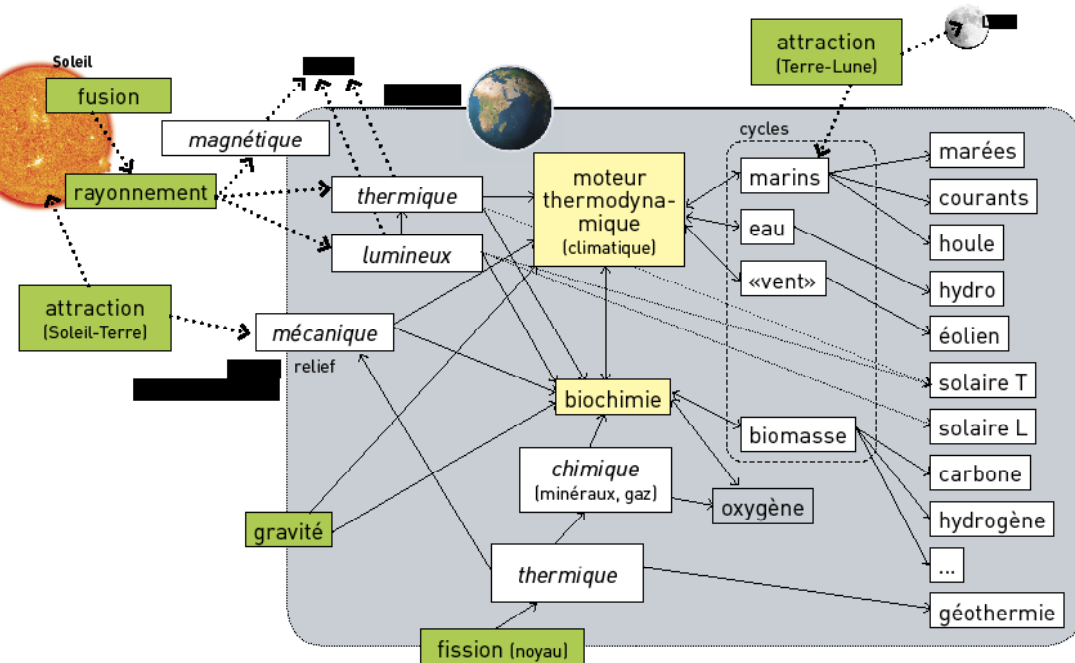 Soleil
fusion
rayonnement
attraction
(Soleil-Terre)
magnétique
thermique
lumineux
mécanique
relief
gravité
moteur
thermodyna-
mique
(climatique)
biochimie
chimique
(minéraux, gaz)
thermique
fission (noyau)
oxygène
attraction
(Terre-Lune)
cycles
marins
eau
«vent»
biomasse
marées
courants
houle
hydro
éolien
solaire T
solaire L
carbone
hydrogène
...
géothermie